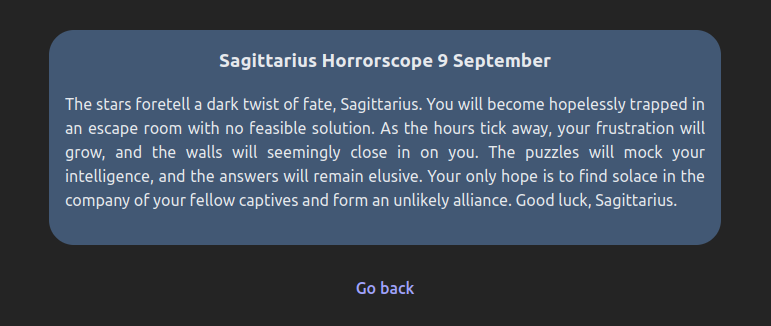 Sagittarius Horrorscope 9 September
The stars foretell a dark twist of fate, Sagittarius. You will become hopelessly trapped in
an escape room with no feasible solution. As the hours tick away, your frustration will
grow, and the walls will seemingly close in on you. The puzzles will mock your
intelligence, and the answers will remain elusive. Your only hope is to find solace in the
company of your fellow captives and form an unlikely alliance. Good luck, Sagittarius.
Go back